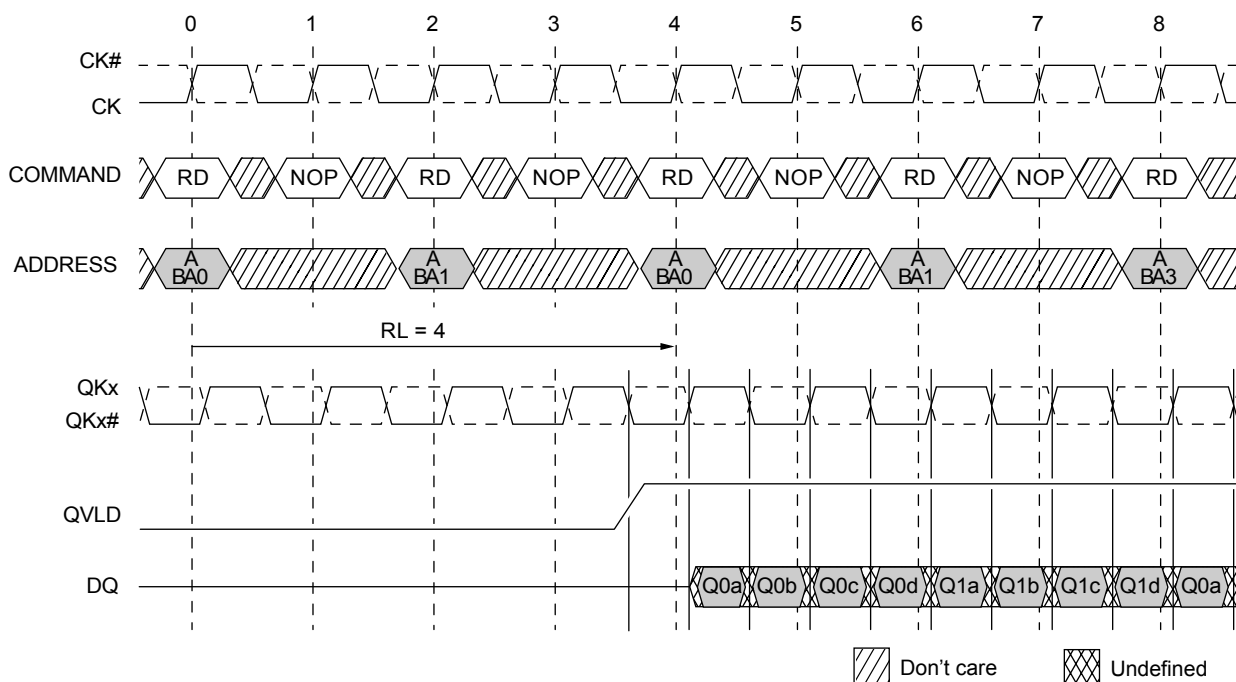 0 1 2 3 4 5 6 7 8
CK#
CK
COMMAND RD NOP RD NOP RD NOP RD NOP RD
ADDRESS A BA0 A BA1 A BA0 A BA1 A BA3
RL = 4
QKx
QKx#
QVLD
DQ Q0a Q0b Q0c Q0d Q1a Q1b Q1c Q1d Q0a
Don't care Undefined